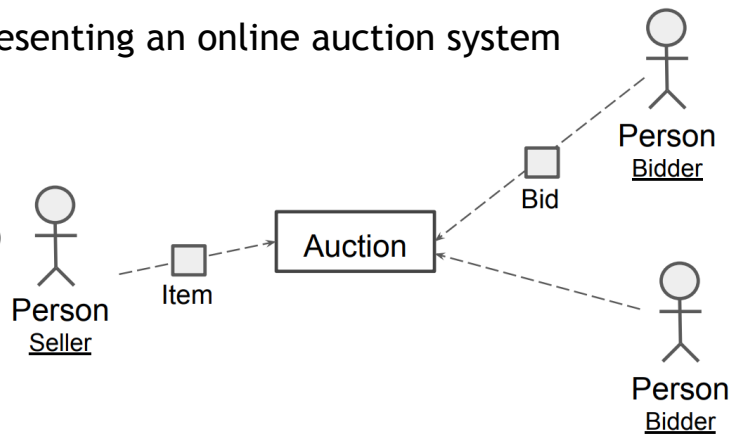 esenting an online auction system
Person
Bidder
Bid
Auction
Item
Person
Seller
Person
Bidder